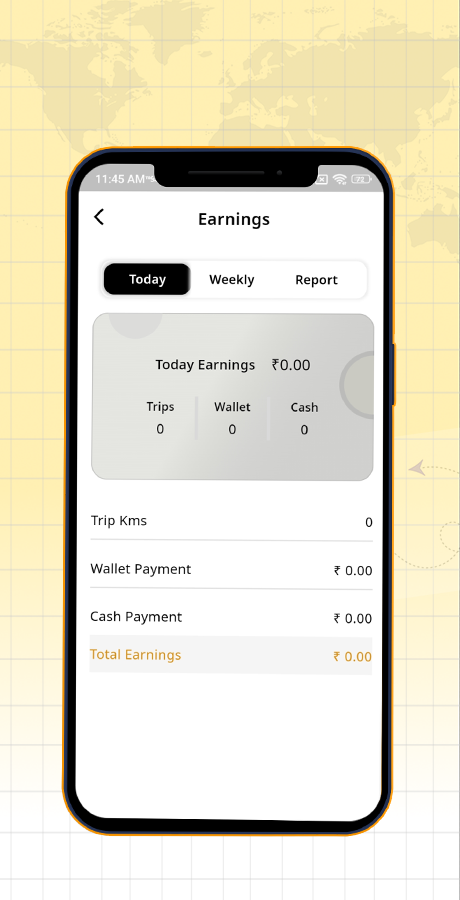 11:45 AM
Earnings
Today Weekly Report
Today Earnings ₹0.00
Trips Wallet Cash
0 0 0
Trip Kms 0
Wallet Payment ₹ 0.00
Cash Payment ₹ 0.00
Total Earnings ₹ 0.00